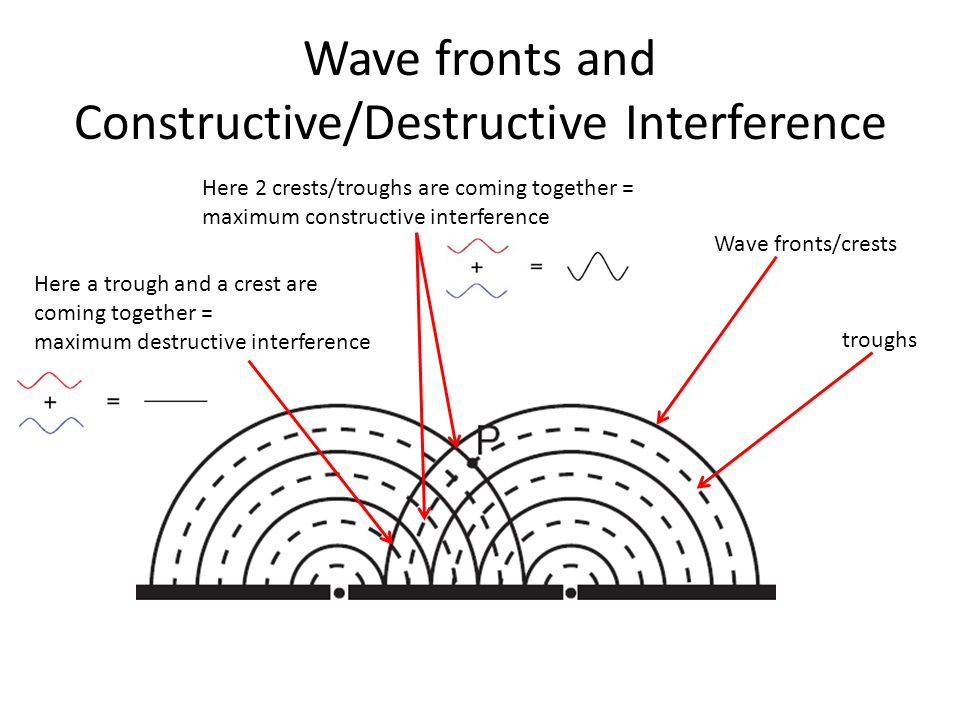 Wave fronts and
Constructive/Destructive Interference
Here 2 crests/troughs are coming together =
maximum constructive interference
+ =
Wave fronts/crests
Here a trough and a crest are
coming together =
maximum destructive interference
troughs
+ =
P